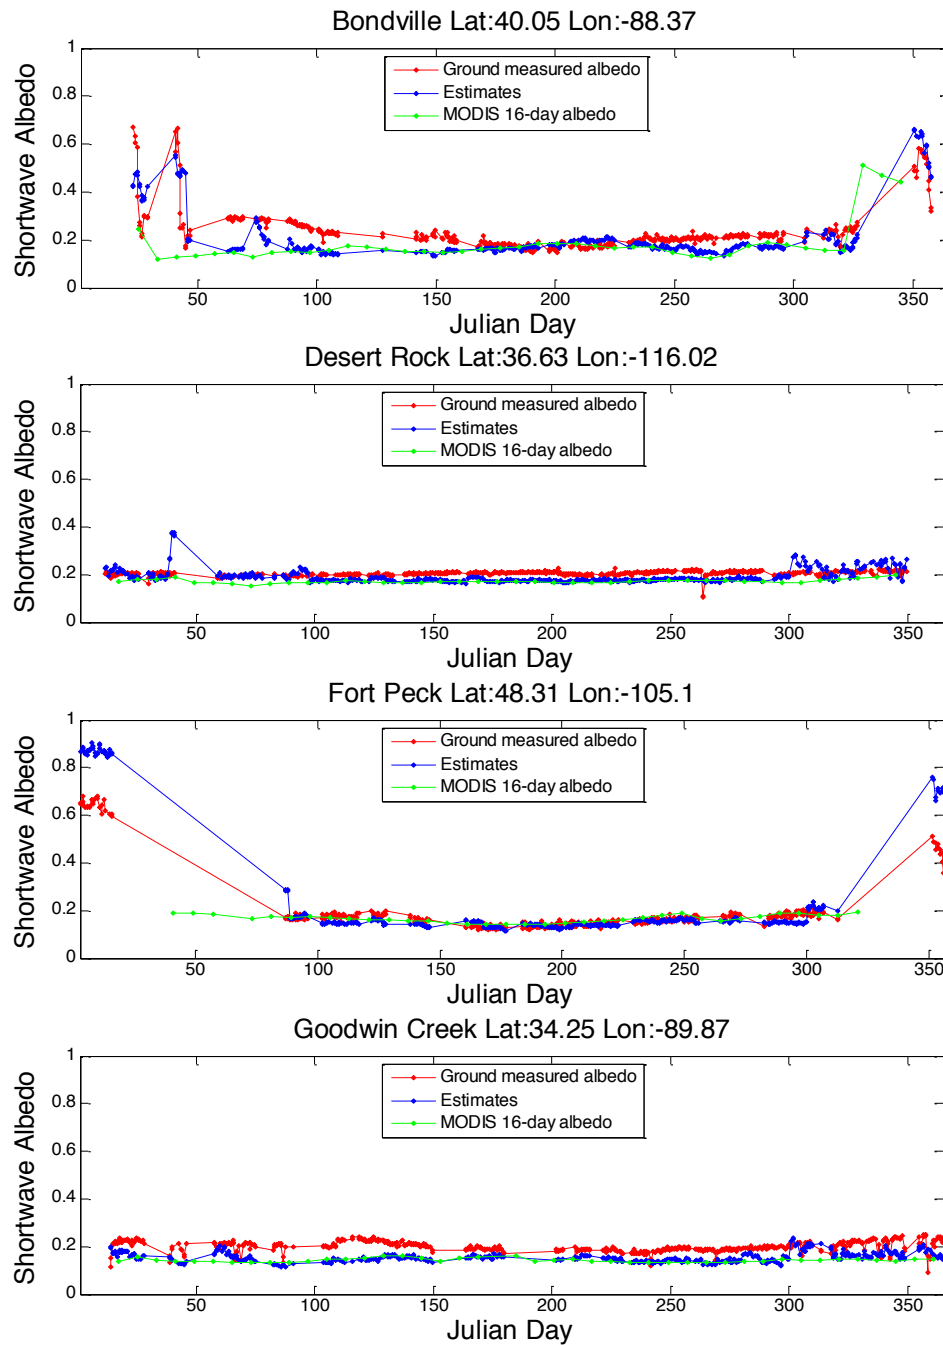 Bondville Lat:40.05 Lon:-88.37
1
0.8
0.6
0.4
0.2
0
Shortwave Albedo
Ground measured albedo
Estimates
MODIS 16-day albedo
50 100 150 200 250 300 350
Julian Day
Desert Rock Lat:36.63 Lon:-116.02
1
0.8
0.6
0.4
0.2
0
Shortwave Albedo
Ground measured albedo
Estimates
MODIS 16-day albedo
50 100 150 200 250 300 350
Julian Day
Fort Peck Lat:48.31 Lon:-105.1
1
0.8
0.6
0.4
0.2
0
Shortwave Albedo
Ground measured albedo
Estimates
MODIS 16-day albedo
50 100 150 200 250 300 350
Julian Day
Goodwin Creek Lat:34.25 Lon:-89.87
1
0.8
0.6
0.4
0.2
0
Shortwave Albedo
Ground measured albedo
Estimates
MODIS 16-day albedo
50 100 150 200 250 300 350
Julian Day